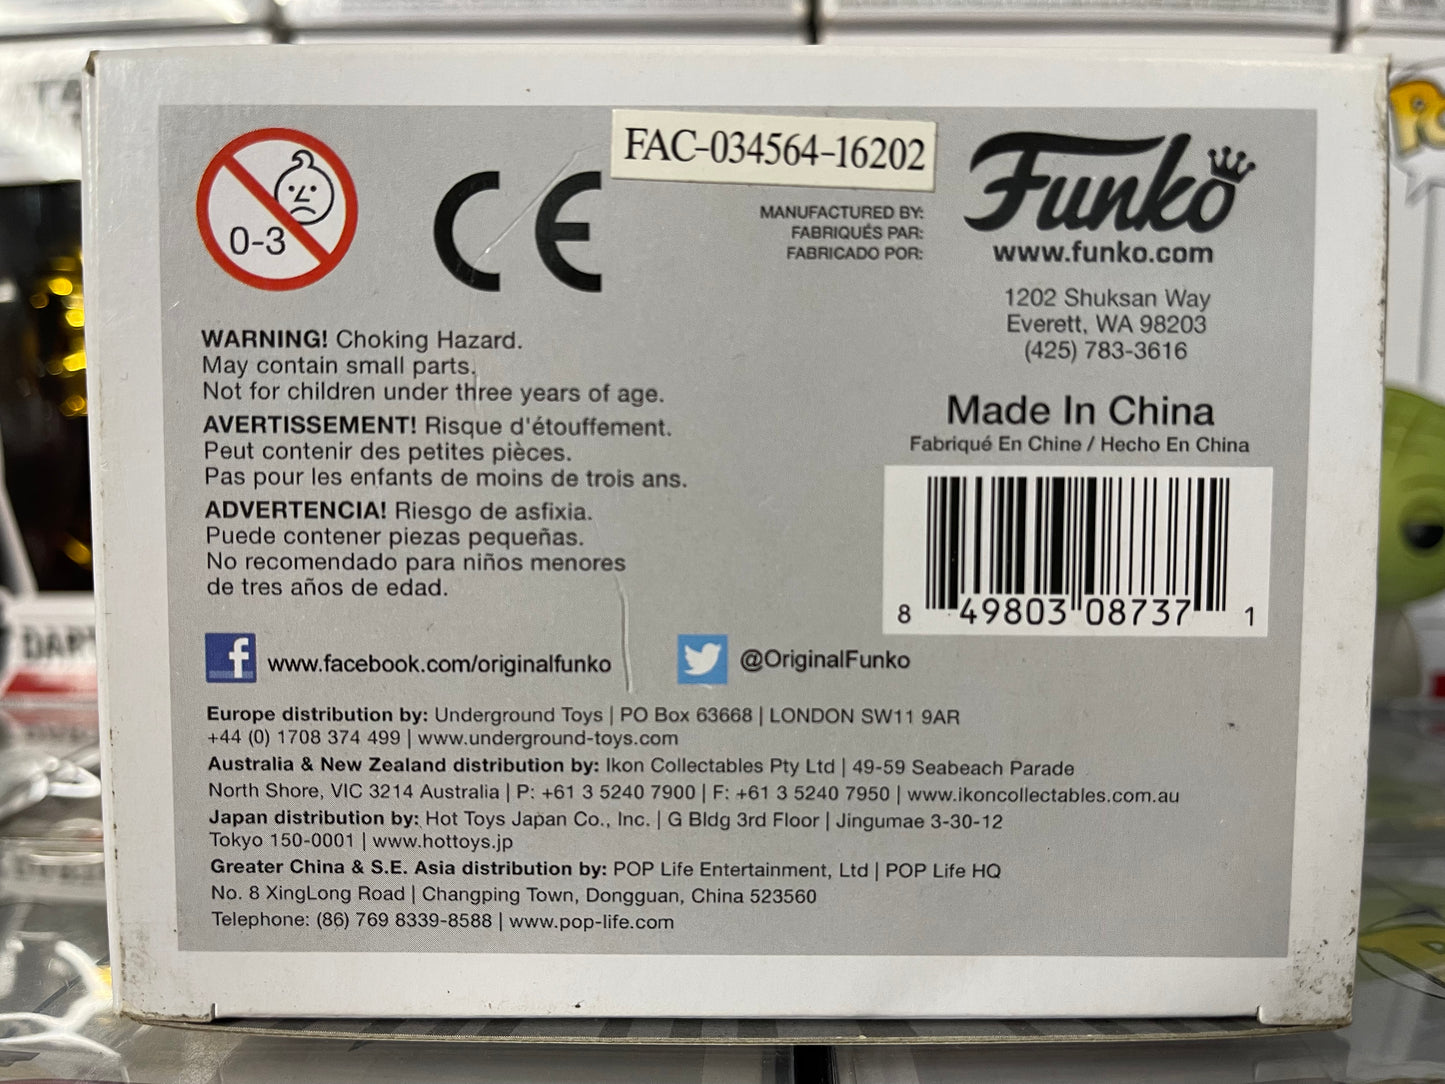 0-3
CE
FAC-034564-16202
MANUFACTURED BY:
FABRIQUÉS PAR:
FABRICADO POR:
Funko
www.funko.com
1202 Shuksan Way
Everett, WA 98203
(425) 783-3616
WARNING! Choking Hazard.
May contain small parts.
Not for children under three years of age.
AVERTISSEMENT! Risque d'étouffement.
Peut contenir des petites pièces.
Pas pour les enfants de moins de trois ans.
ADVERTENCIA! Riesgo de asfixia.
Puede contener piezas pequeñas.
No recomendado para niños menores
de tres años de edad.
Made In China
Fabriqué En Chine / Hecho En China
8 49803 08737 1
f www.facebook.com/originalfunko
@OriginalFunko
Europe distribution by: Underground Toys | PO Box 63668 | LONDON SW11 9AR
+44 (0) 1708 374 499 | www.underground-toys.com
Australia & New Zealand distribution by: Ikon Collectables Pty Ltd | 49-59 Seabeach Parade
North Shore, VIC 3214 Australia | P: +61 3 5240 7900 | F: +61 3 5240 7950 | www.ikoncollectables.com.au
Japan distribution by: Hot Toys Japan Co., Inc. | G Bldg 3rd Floor | Jingumae 3-30-12
Tokyo 150-0001 | www.hottoys.jp
Greater China & S.E. Asia distribution by: POP Life Entertainment, Ltd | POP Life HQ
No. 8 XingLong Road | Changping Town, Dongguan, China 523560
Telephone: (86) 769 8339-8588 | www.pop-life.com